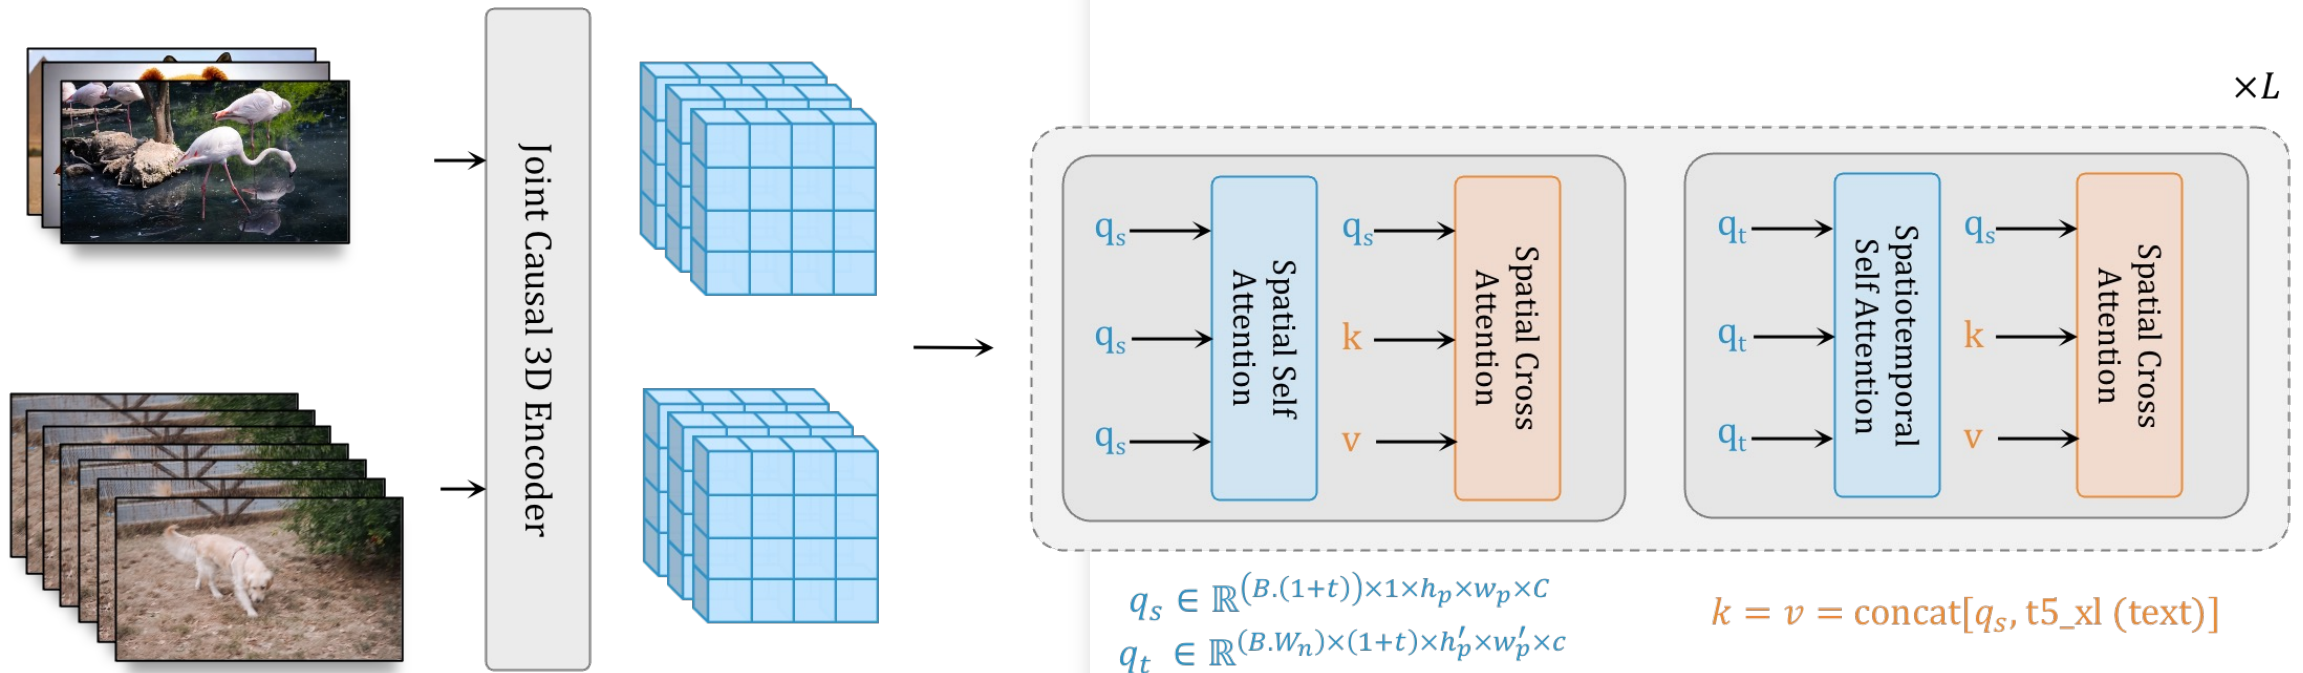 Joint Causal 3D Encoder
×L
q_s
q_s
q_s
Spatial Self
Attention
q_s
k
v
Spatial Cross
Attention
q_t
q_t
q_t
Spatiotemporal
Self Attention
q_s
k
v
Spatial Cross
Attention
q_s ∈ ℝ^(B.(1+t))×1×h_p×w_p×C
q_t ∈ ℝ^(B.W_n)×(1+t)×h′_p×w′_p×c
k = v = concat[q_s, t5_xl (text)]